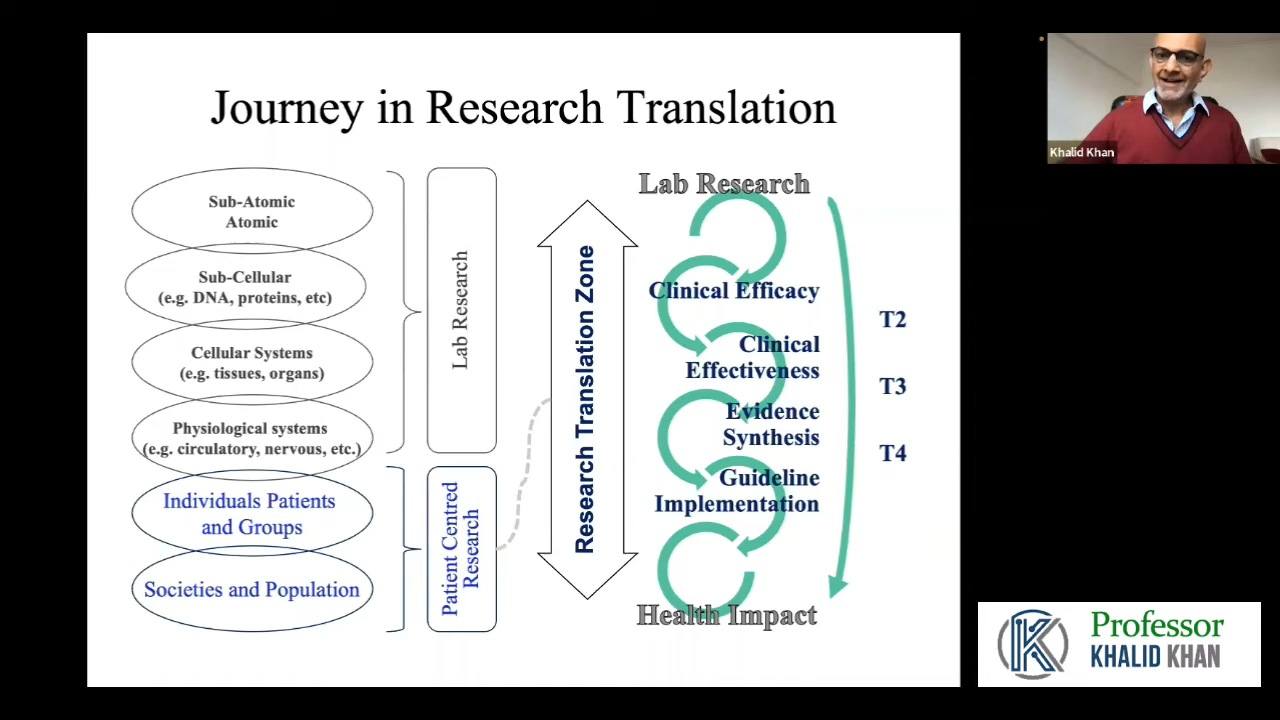 Journey in Research Translation
Sub-Atomic
Atomic
Sub-Cellular
(e.g. DNA, proteins, etc)
Cellular Systems
(e.g. tissues, organs)
Physiological systems
(e.g. circulatory, nervous, etc.)
Individuals Patients
and Groups
Societies and Population
Lab Research
Patient Centred
Research
Research Translation Zone
Lab Research
Clinical Efficacy
Clinical
Effectiveness
Evidence
Synthesis
Guideline
Implementation
Health Impact
T2
T3
T4
Khalid Khan
K
Professor
KHALID KHAN